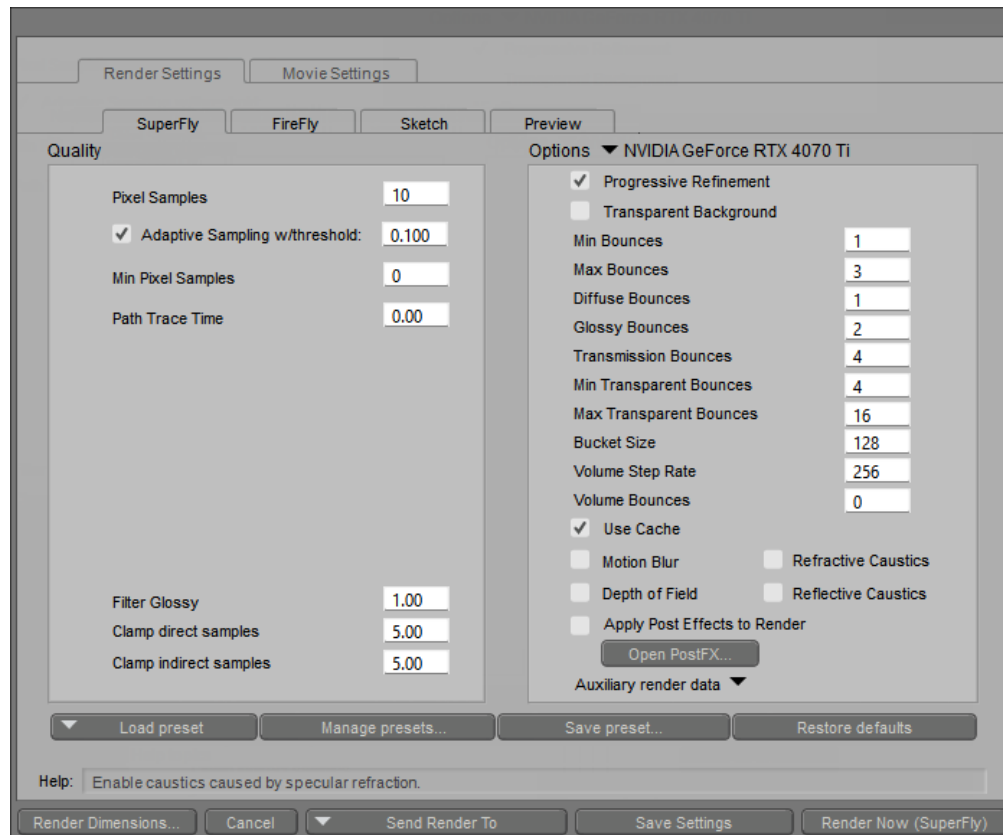 Render Settings
Movie Settings
SuperFly
FireFly
Sketch
Preview
Quality
Pixel Samples 10
Adaptive Sampling w/threshold: 0.100
Min Pixel Samples 0
Path Trace Time 0.00
Filter Glossy 1.00
Clamp direct samples 5.00
Clamp indirect samples 5.00
Options NVIDIA GeForce RTX 4070 Ti
Progressive Refinement
Transparent Background
Min Bounces 1
Max Bounces 3
Diffuse Bounces 1
Glossy Bounces 2
Transmission Bounces 4
Min Transparent Bounces 4
Max Transparent Bounces 16
Bucket Size 128
Volume Step Rate 256
Volume Bounces 0
Use Cache
Motion Blur
Refractive Caustics
Depth of Field
Reflective Caustics
Apply Post Effects to Render
Open PostFX...
Auxiliary render data
Load preset
Manage presets...
Save preset...
Restore defaults
Help: Enable caustics caused by specular refraction.
Render Dimensions...
Cancel
Send Render To
Save Settings
Render Now (SuperFly)